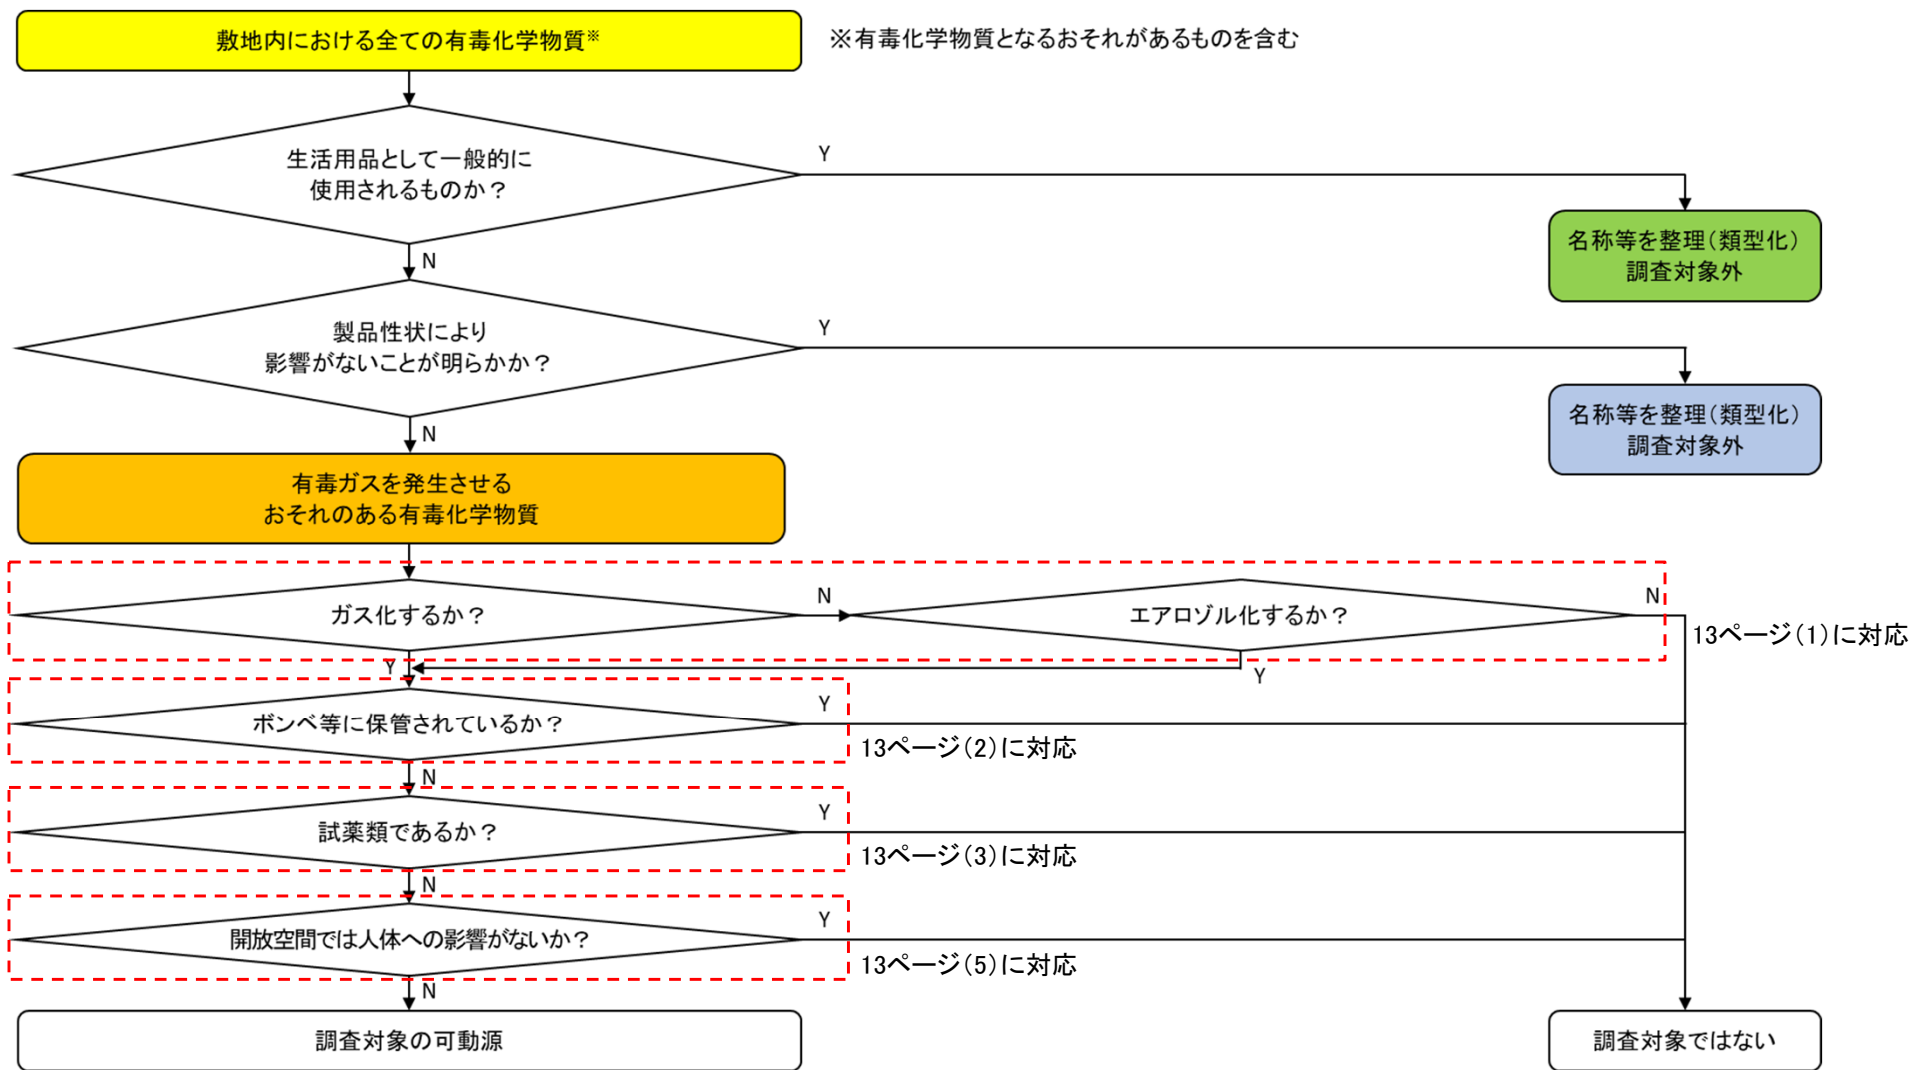 敷地内における全ての有毒化学物質※
※有毒化学物質となるおそれがあるものを含む
生活用品として一般的に
使用されるものか？
Y
名称等を整理（類型化）
調査対象外
N
製品性状により
影響がないことが明らかか？
Y
名称等を整理（類型化）
調査対象外
N
有毒ガスを発生させる
おそれのある有毒化学物質
ガス化するか？
N
エアロゾル化するか？
N
13ページ（1）に対応
Y
Y
ボンベ等に保管されているか？
Y
13ページ（2）に対応
N
試薬類であるか？
Y
13ページ（3）に対応
N
開放空間では人体への影響がないか？
Y
13ページ（5）に対応
N
調査対象の可動源
調査対象ではない